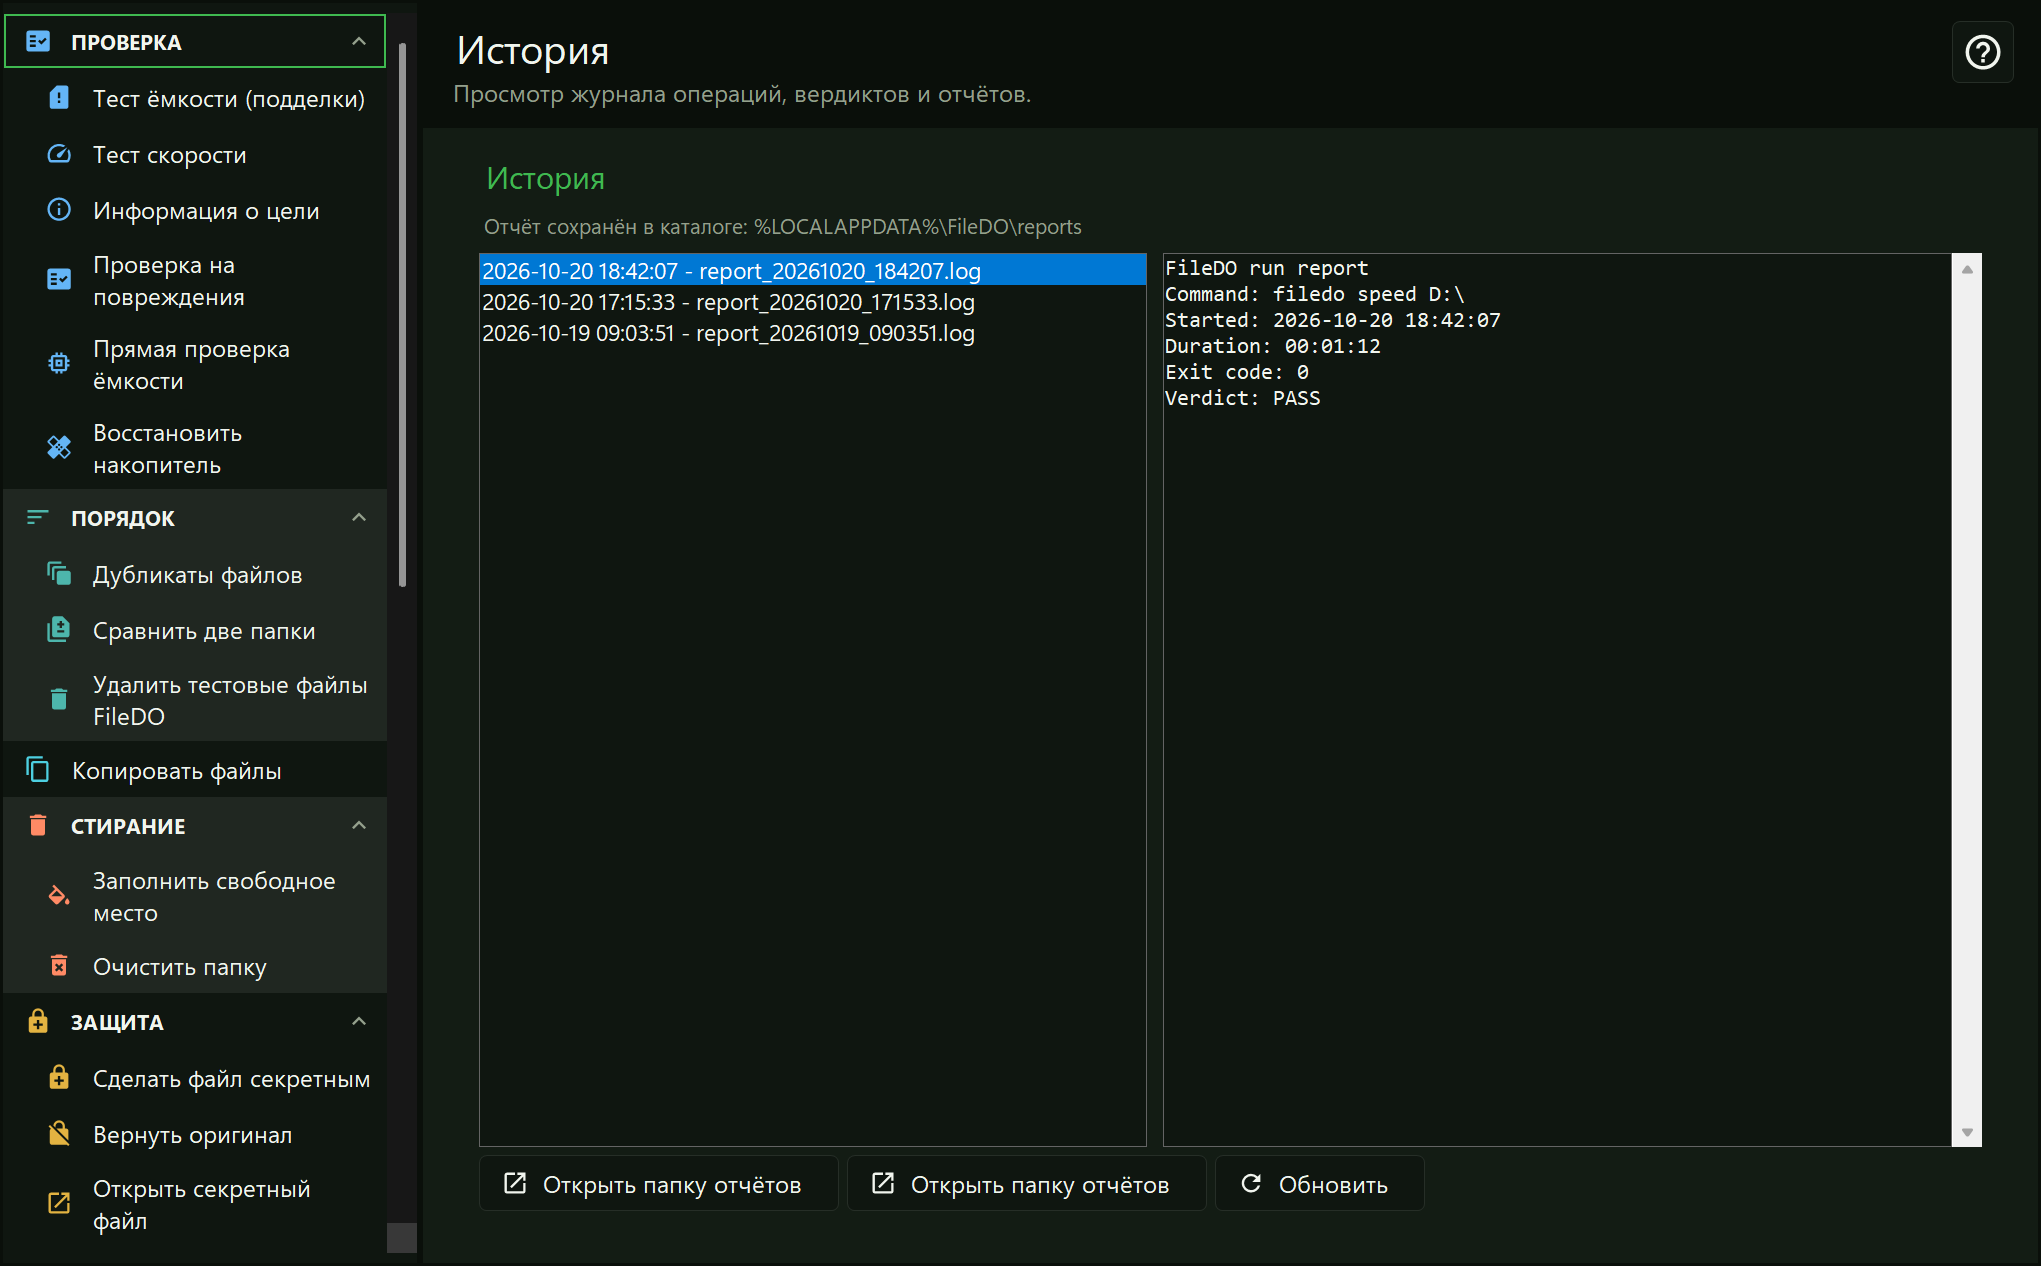 ПРОВЕРКА
Тест ёмкости (подделки)
Тест скорости
Информация о цели
Проверка на
повреждения
Прямая проверка
ёмкости
Восстановить
накопитель
ПОРЯДОК
Дубликаты файлов
Сравнить две папки
Удалить тестовые файлы
FileDO
Копировать файлы
СТИРАНИЕ
Заполнить свободное
место
Очистить папку
ЗАЩИТА
Сделать файл секретным
Вернуть оригинал
Открыть секретный
файл
История
Просмотр журнала операций, вердиктов и отчётов.
История
Отчёт сохранён в каталоге: %LOCALAPPDATA%\FileDO\reports
2026-10-20 18:42:07 - report_20261020_184207.log
2026-10-20 17:15:33 - report_20261020_171533.log
2026-10-19 09:03:51 - report_20261019_090351.log
FileDO run report
Command: filedo speed D:\
Started: 2026-10-20 18:42:07
Duration: 00:01:12
Exit code: 0
Verdict: PASS
Открыть папку отчётов
Открыть папку отчётов
Обновить